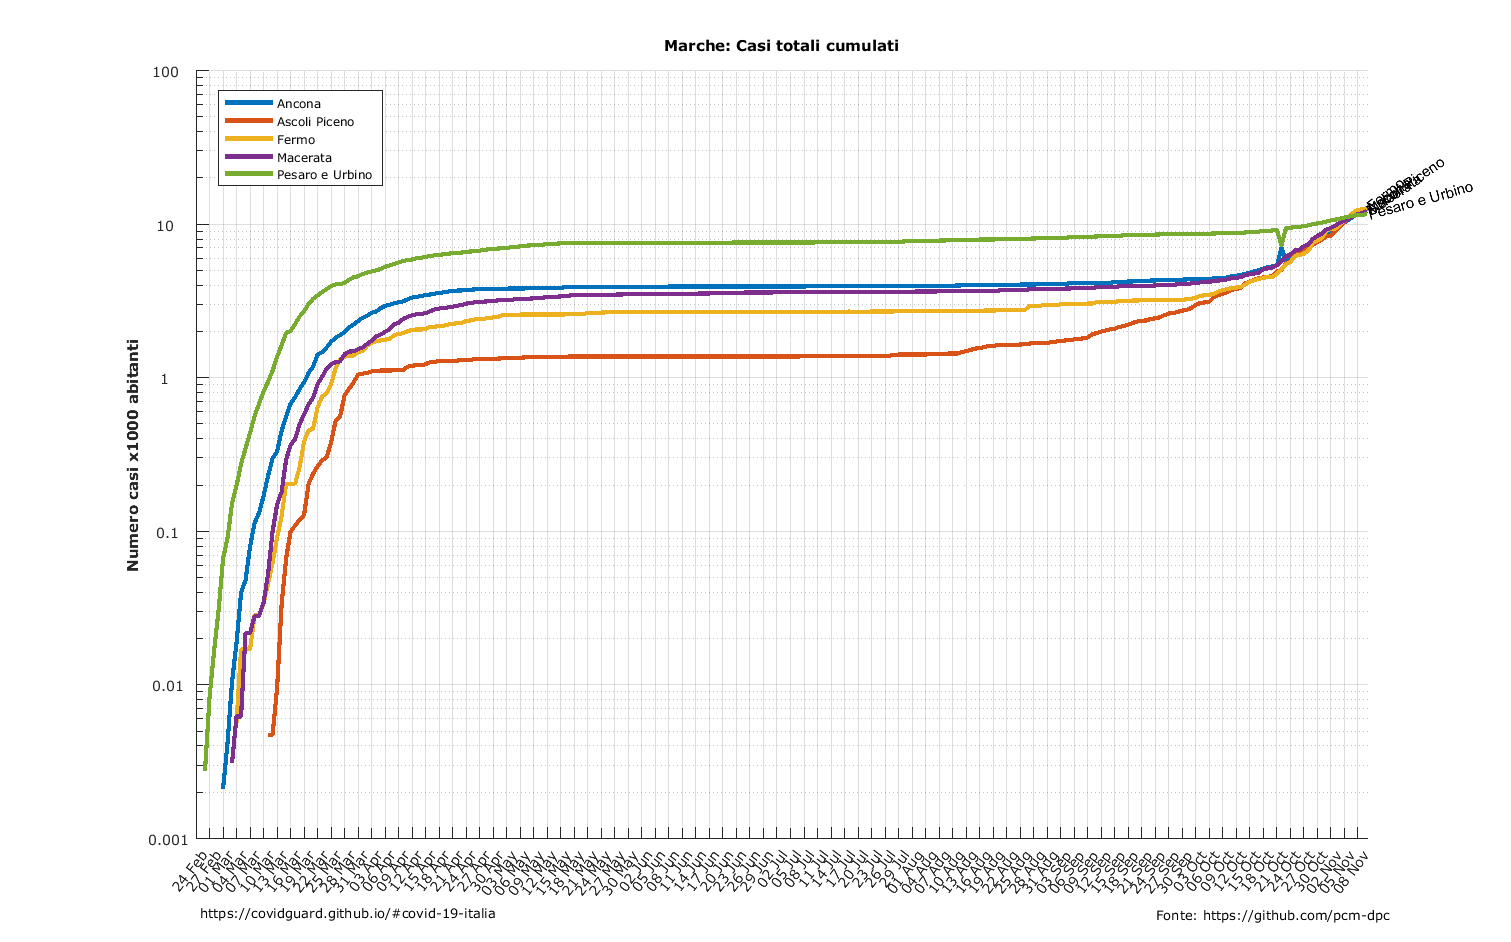 Marche: Casi totali cumulati
100
10
1
0.1
0.01
0.001
Numero casi x1000 abitanti
Ancona
Ascoli Piceno
Fermo
Macerata
Pesaro e Urbino
Piceno
Pesaro e Urbino
24 Feb
27 Feb
01 Mar
04 Mar
07 Mar
10 Mar
13 Mar
16 Mar
19 Mar
22 Mar
25 Mar
28 Mar
31 Mar
03 Apr
06 Apr
09 Apr
12 Apr
15 Apr
18 Apr
21 Apr
24 Apr
27 Apr
30 Apr
03 May
06 May
09 May
12 May
15 May
18 May
21 May
24 May
27 May
30 May
02 Jun
05 Jun
08 Jun
11 Jun
14 Jun
17 Jun
20 Jun
23 Jun
26 Jun
29 Jun
02 Jul
05 Jul
08 Jul
11 Jul
14 Jul
17 Jul
20 Jul
23 Jul
26 Jul
29 Jul
01 Aug
04 Aug
07 Aug
10 Aug
13 Aug
16 Aug
19 Aug
22 Aug
25 Aug
28 Aug
31 Aug
03 Sep
06 Sep
09 Sep
12 Sep
15 Sep
18 Sep
21 Sep
24 Sep
27 Sep
30 Sep
03 Oct
06 Oct
09 Oct
12 Oct
15 Oct
18 Oct
21 Oct
24 Oct
27 Oct
30 Oct
02 Nov
05 Nov
08 Nov
https://covidguard.github.io/#covid-19-italia
Fonte: https://github.com/pcm-dpc